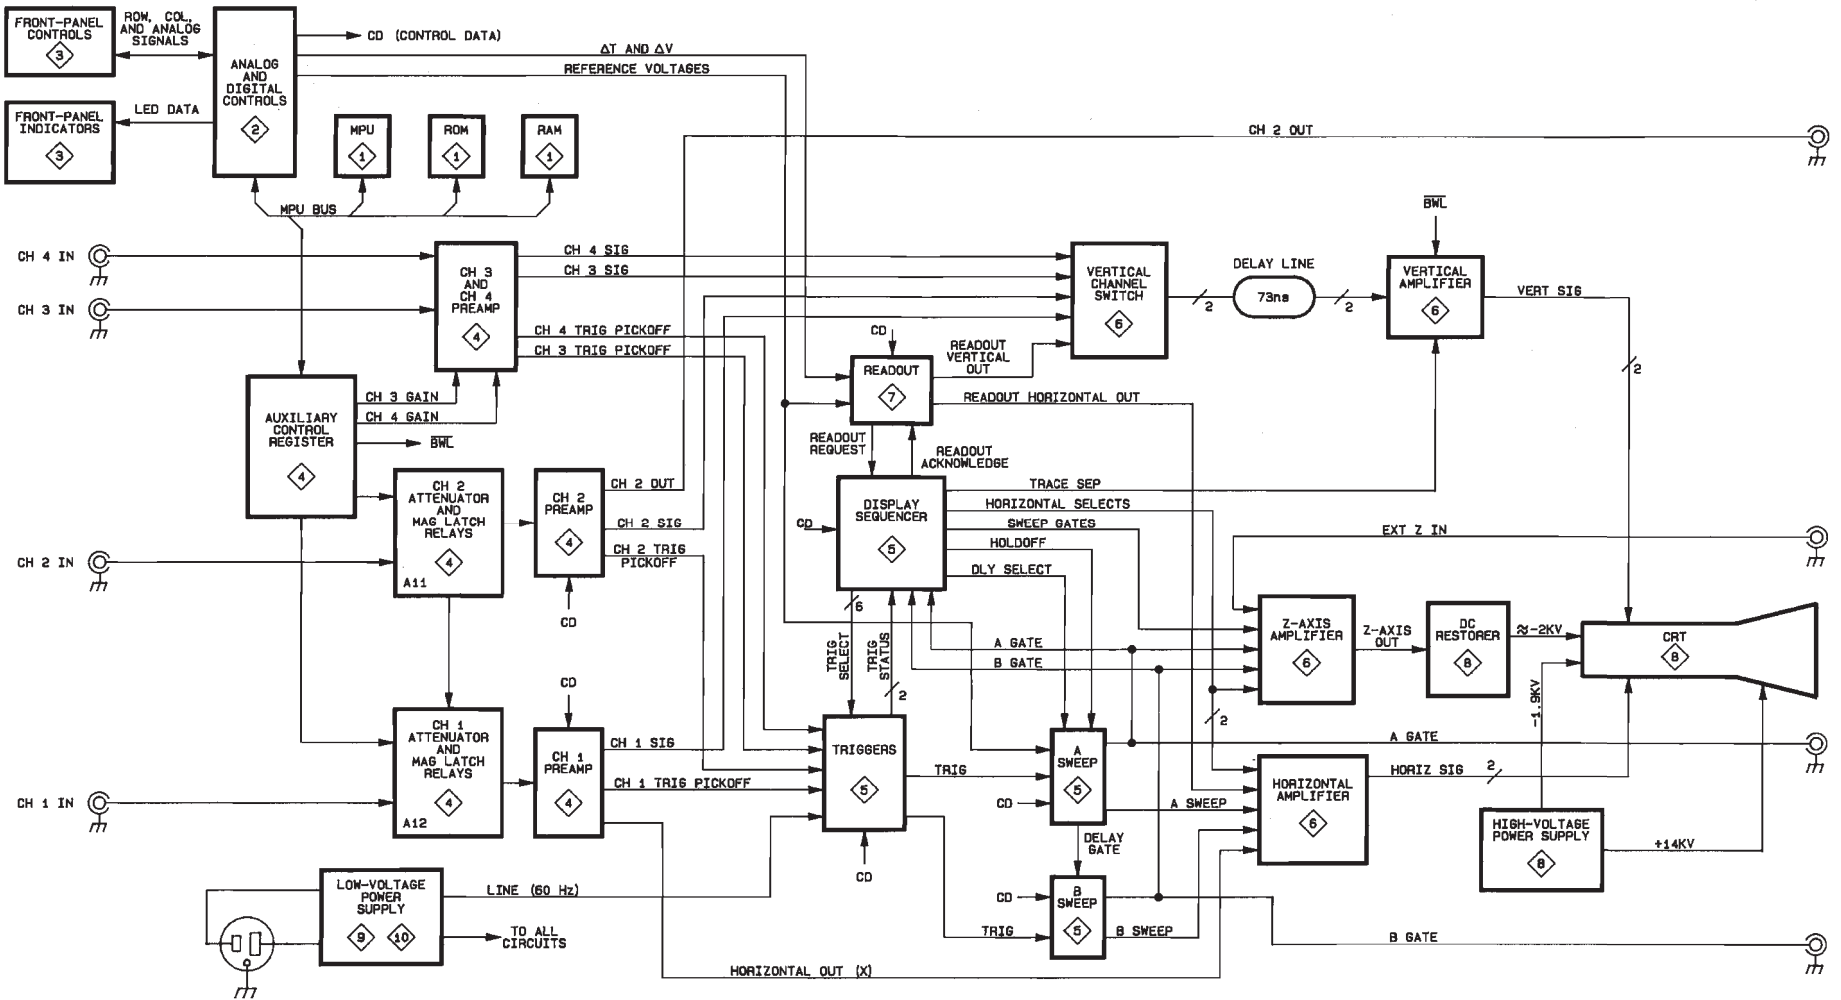 FRONT-PANEL
CONTROLS
3
ROW, COL,
AND ANALOG
SIGNALS
FRONT-PANEL
INDICATORS
3
LED DATA
ANALOG
AND
DIGITAL
CONTROLS
2
CD (CONTROL DATA)
ΔT AND ΔV
REFERENCE VOLTAGES
MPU
1
ROM
1
RAM
1
MPU BUS
CH 2 OUT
CH 4 IN
CH 3 IN
CH 3
AND
CH 4
PREAMP
4
CH 4 SIG
CH 3 SIG
CH 4 TRIG PICKOFF
CH 3 TRIG PICKOFF
VERTICAL
CHANNEL
SWITCH
6
2
DELAY LINE
73ns
2
BWL
VERTICAL
AMPLIFIER
6
VERT SIG
2
AUXILIARY
CONTROL
REGISTER
4
CH 3 GAIN
CH 4 GAIN
BWL
CD
READOUT
7
READOUT
VERTICAL
OUT
READOUT HORIZONTAL OUT
READOUT
REQUEST
READOUT
ACKNOWLEDGE
CH 2 IN
CH 2
ATTENUATOR
AND
MAG LATCH
RELAYS
4
A11
CH 2
PREAMP
4
CD
CH 2 OUT
CH 2 SIG
CH 2 TRIG
PICKOFF
CD
DISPLAY
SEQUENCER
5
TRACE SEP
HORIZONTAL SELECTS
SWEEP GATES
HOLDOFF
DLY SELECT
6
TRIG
SELECT
TRIG
STATUS
2
A GATE
B GATE
EXT Z IN
Z-AXIS
AMPLIFIER
6
2
Z-AXIS
OUT
DC
RESTORER
8
≈-2KV
CRT
8
-1.9KV
CH 1 IN
CH 1
ATTENUATOR
AND
MAG LATCH
RELAYS
4
A12
CD
CH 1
PREAMP
4
CH 1 SIG
CH 1 TRIG PICKOFF
TRIGGERS
5
CD
TRIG
A
SWEEP
5
CD
A SWEEP
DELAY
GATE
A GATE
HORIZONTAL
AMPLIFIER
6
HORIZ SIG
2
HIGH-VOLTAGE
POWER SUPPLY
8
+14KV
LOW-VOLTAGE
POWER
SUPPLY
9 10
LINE (60 Hz)
TO ALL
CIRCUITS
CD
B
SWEEP
5
TRIG
B SWEEP
B GATE
HORIZONTAL OUT (X)